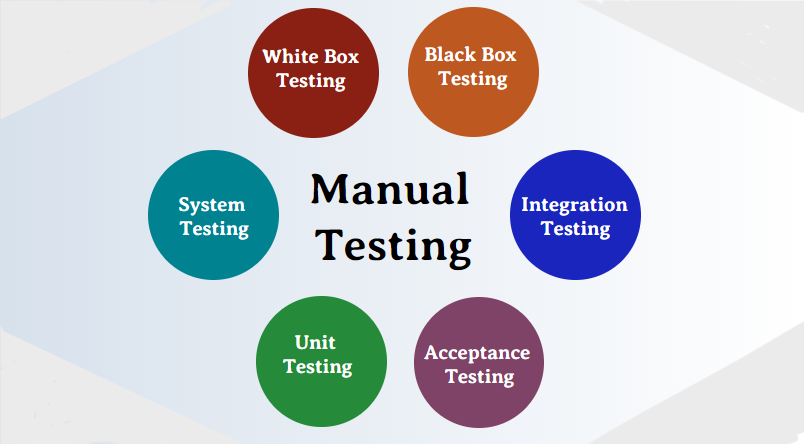 White Box
Testing
Black Box
Testing
System
Testing
Manual
Testing
Integration
Testing
Unit
Testing
Acceptance
Testing